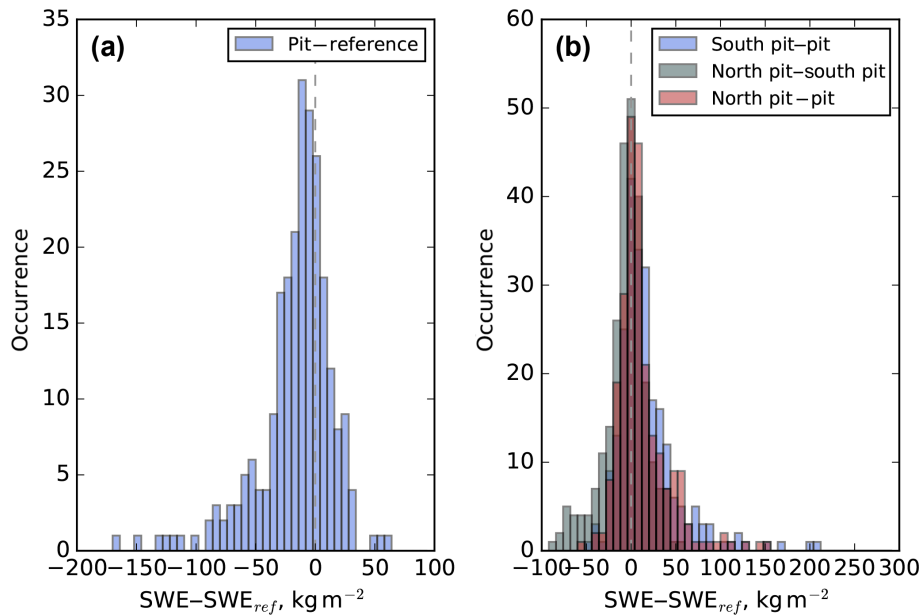 (a)
Pit−reference
35
30
25
20
15
10
5
0
Occurrence
−200 −150 −100 −50 0 50 100
SWE−SWEref, kg m−2
(b)
South pit−pit
North pit−south pit
North pit−pit
60
50
40
30
20
10
0
Occurrence
−100 −50 0 50 100 150 200 250 300
SWE−SWEref, kg m−2